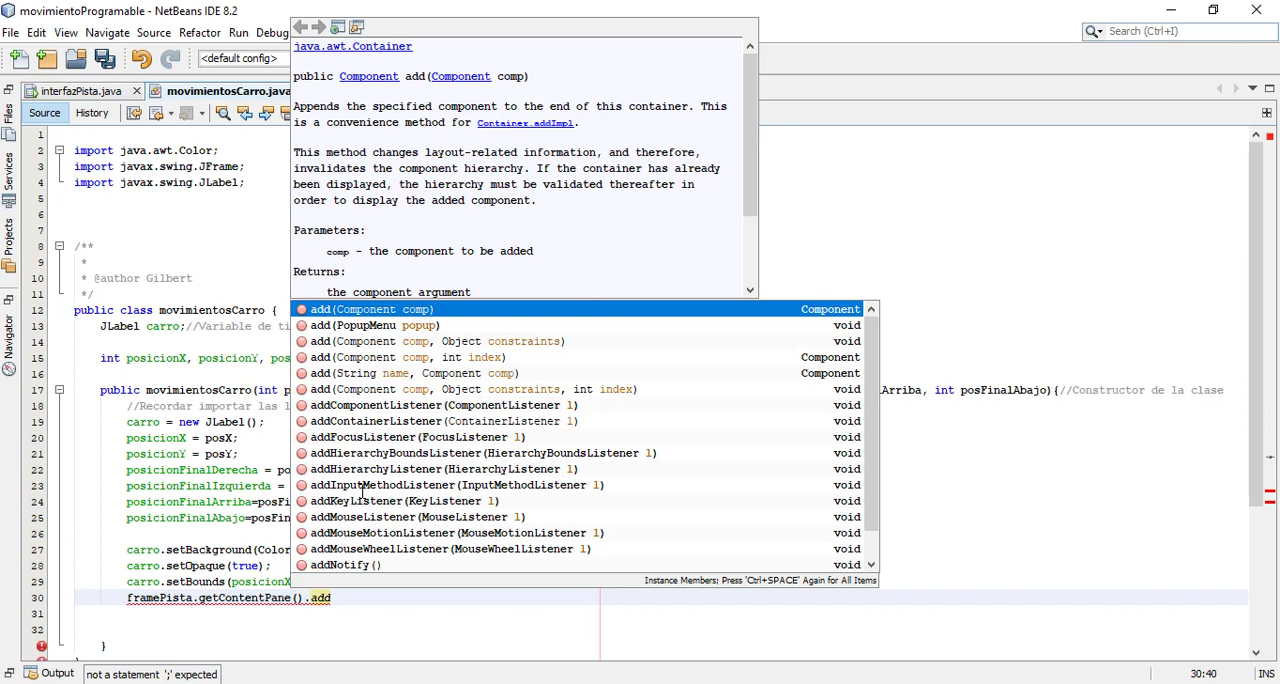 movimientoProgramable - NetBeans IDE 8.2
File Edit View Navigate Source Refactor Run Debug
Search (Ctrl+I)
<default config>
interfazPista.java
movimientosCarro.java
Source History
Files
Services
Projects
Navigator
java.awt.Container
public Component add(Component comp)
Appends the specified component to the end of this container. This
is a convenience method for Container.addImpl.
This method changes layout-related information, and therefore,
invalidates the component hierarchy. If the container has already
been displayed, the hierarchy must be validated thereafter in
order to display the added component.
Parameters:
comp - the component to be added
Returns:
the component argument
1
2 import java.awt.Color;
3 import javax.swing.JFrame;
4 import javax.swing.JLabel;
5
6
7
8 /**
9 *
10 * @author Gilbert
11 */
12 public class movimientosCarro {
13 JLabel carro;//Variable de ti
14
15 int posicionX, posicionY, pos
16
17 public movimientosCarro(int p Arriba, int posFinalAbajo){//Constructor de la clase
18 //Recordar importar las l
19 carro = new JLabel();
20 posicionX = posX;
21 posicionY = posY;
22 posicionFinalDerecha = po
23 posicionFinalIzquierda =
24 posicionFinalArriba=posFi
25 posicionFinalAbajo=posFin
26
27 carro.setBackground(Color
28 carro.setOpaque(true);
29 carro.setBounds(posicionX
30 framePista.getContentPane().add
31
32
add(Component comp) Component
add(PopupMenu popup) void
add(Component comp, Object constraints) void
add(Component comp, int index) Component
add(String name, Component comp) Component
add(Component comp, Object constraints, int index) void
addComponentListener(ComponentListener l) void
addContainerListener(ContainerListener l) void
addFocusListener(FocusListener l) void
addHierarchyBoundsListener(HierarchyBoundsListener l) void
addHierarchyListener(HierarchyListener l) void
addInputMethodListener(InputMethodListener l) void
addKeyListener(KeyListener l) void
addMouseListener(MouseListener l) void
addMouseMotionListener(MouseMotionListener l) void
addMouseWheelListener(MouseWheelListener l) void
addNotify() void
Instance Members; Press 'Ctrl+SPACE' Again for All Items
}
Output
not a statement ';' expected
30:40
INS